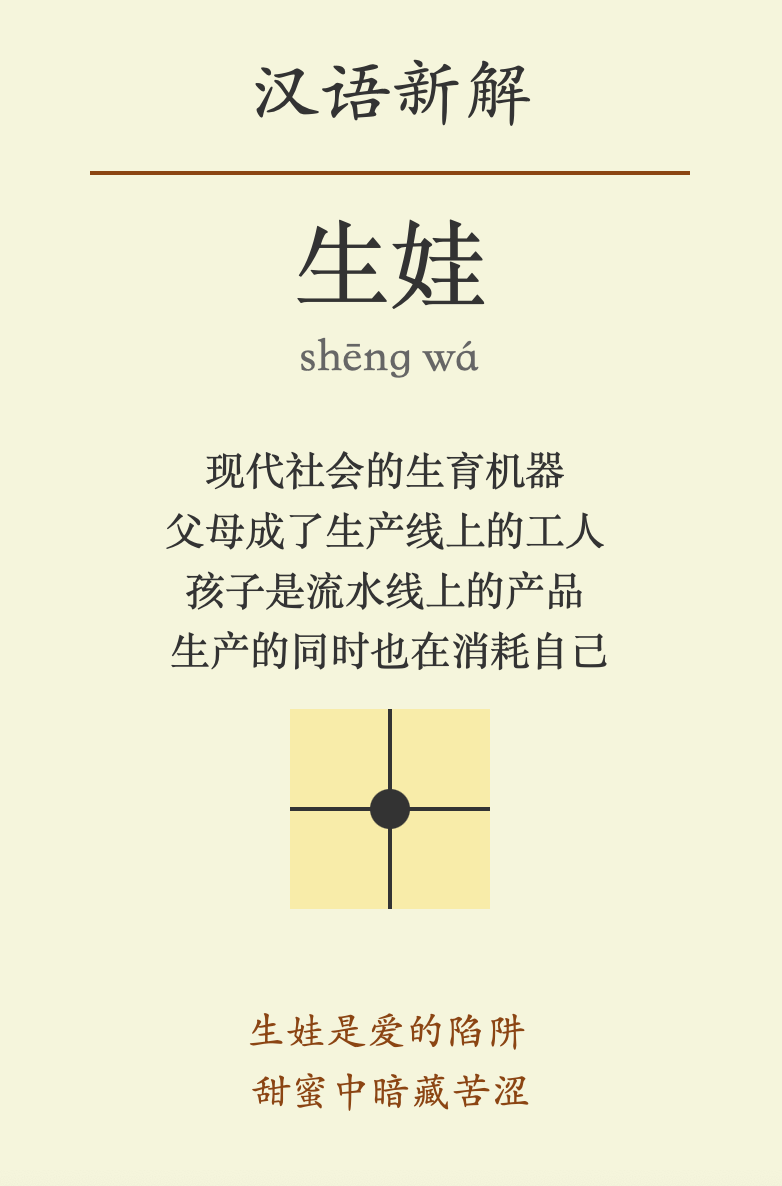 汉语新解
生娃
shēng wá
现代社会的生育机器
父母成了生产线上的工人
孩子是流水线上的产品
生产的同时也在消耗自己
生娃是爱的陷阱
甜蜜中暗藏苦涩